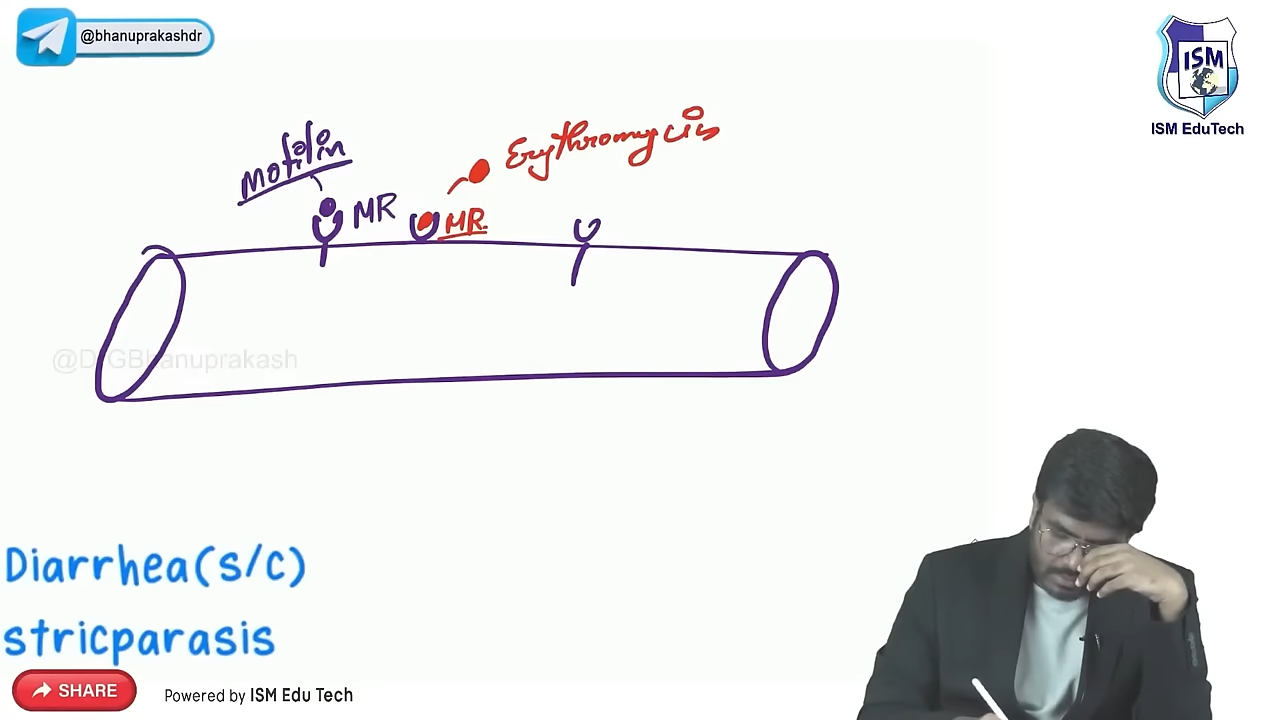 @bhanuprakashdr
ISM
ISM EduTech
motilin
Erythromycin
MR
MR.
@DrGBhanuprakash
Diarrhea(s/c)
stricparasis
SHARE
Powered by ISM Edu Tech